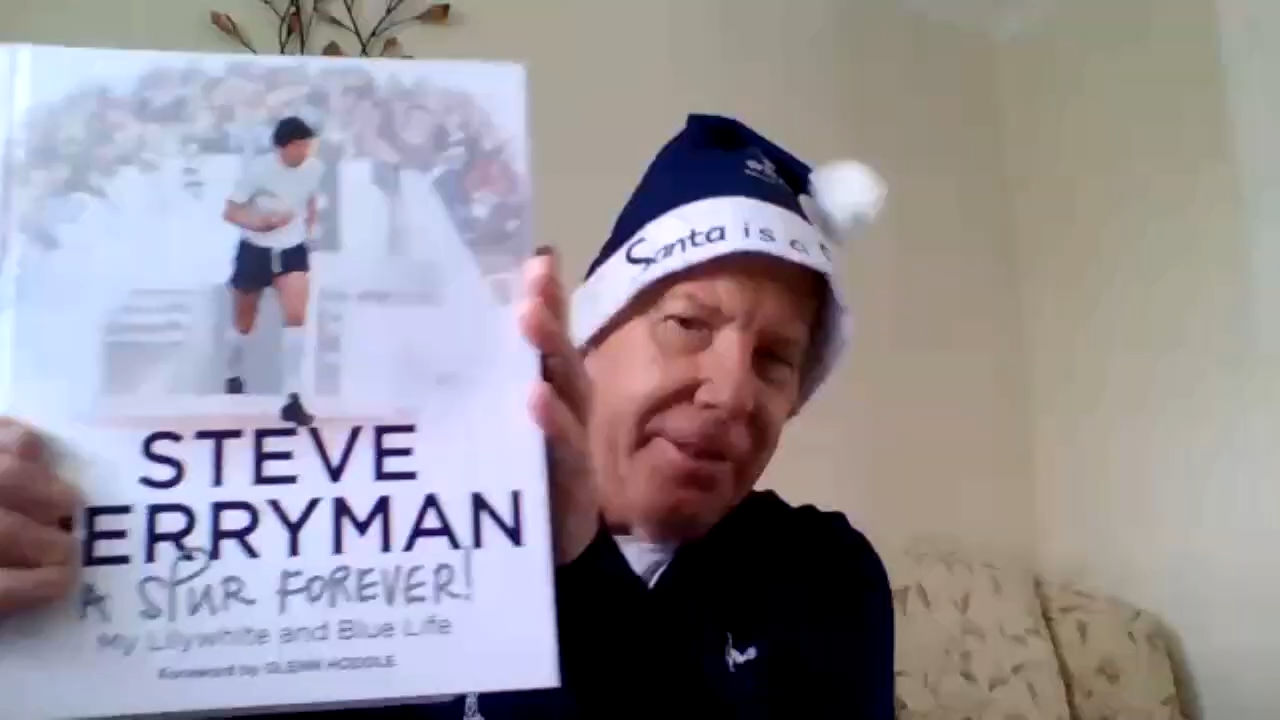 Santa is a
STEVE
ERRYMAN
A SPUR FOREVER!
My Lilywhite and Blue Life
Foreword by GLENN HODDLE